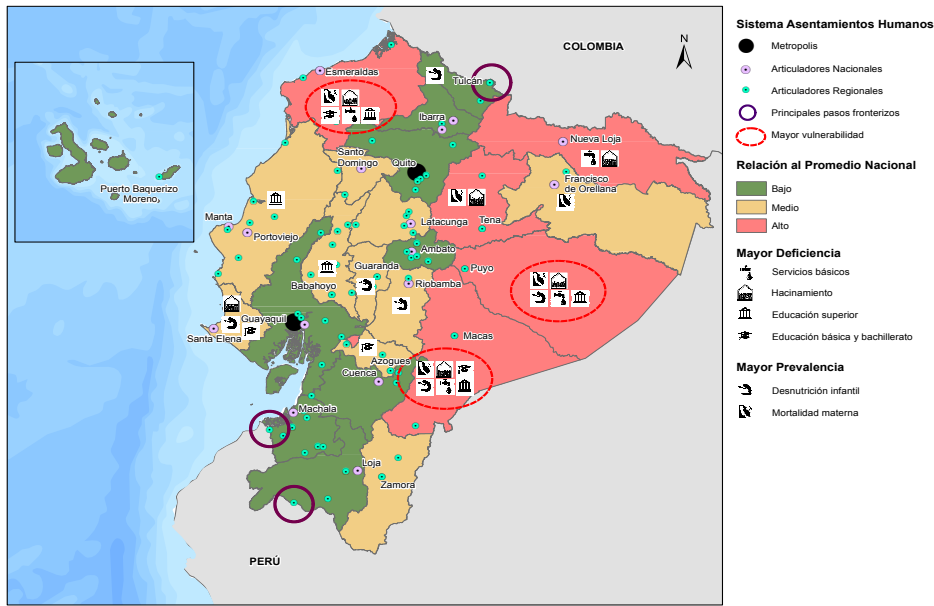 COLOMBIA
N
Esmeraldas
Tulcán
Ibarra
Nueva Loja
Santo
Domingo
Quito
Francisco
de Orellana
Puerto Baquerizo
Moreno
Manta
Portoviejo
Latacunga
Tena
Ambato
Guaranda
Puyo
Babahoyo
Riobamba
Guayaquil
Santa Elena
Macas
Azogues
Cuenca
Machala
Loja
Zamora
PERÚ
Sistema Asentamientos Humanos
Metropolis
Articuladores Nacionales
Articuladores Regionales
Principales pasos fronterizos
Mayor vulnerabilidad
Relación al Promedio Nacional
Bajo
Medio
Alto
Mayor Deficiencia
Servicios básicos
Hacinamiento
Educación superior
Educación básica y bachillerato
Mayor Prevalencia
Desnutrición infantil
Mortalidad materna